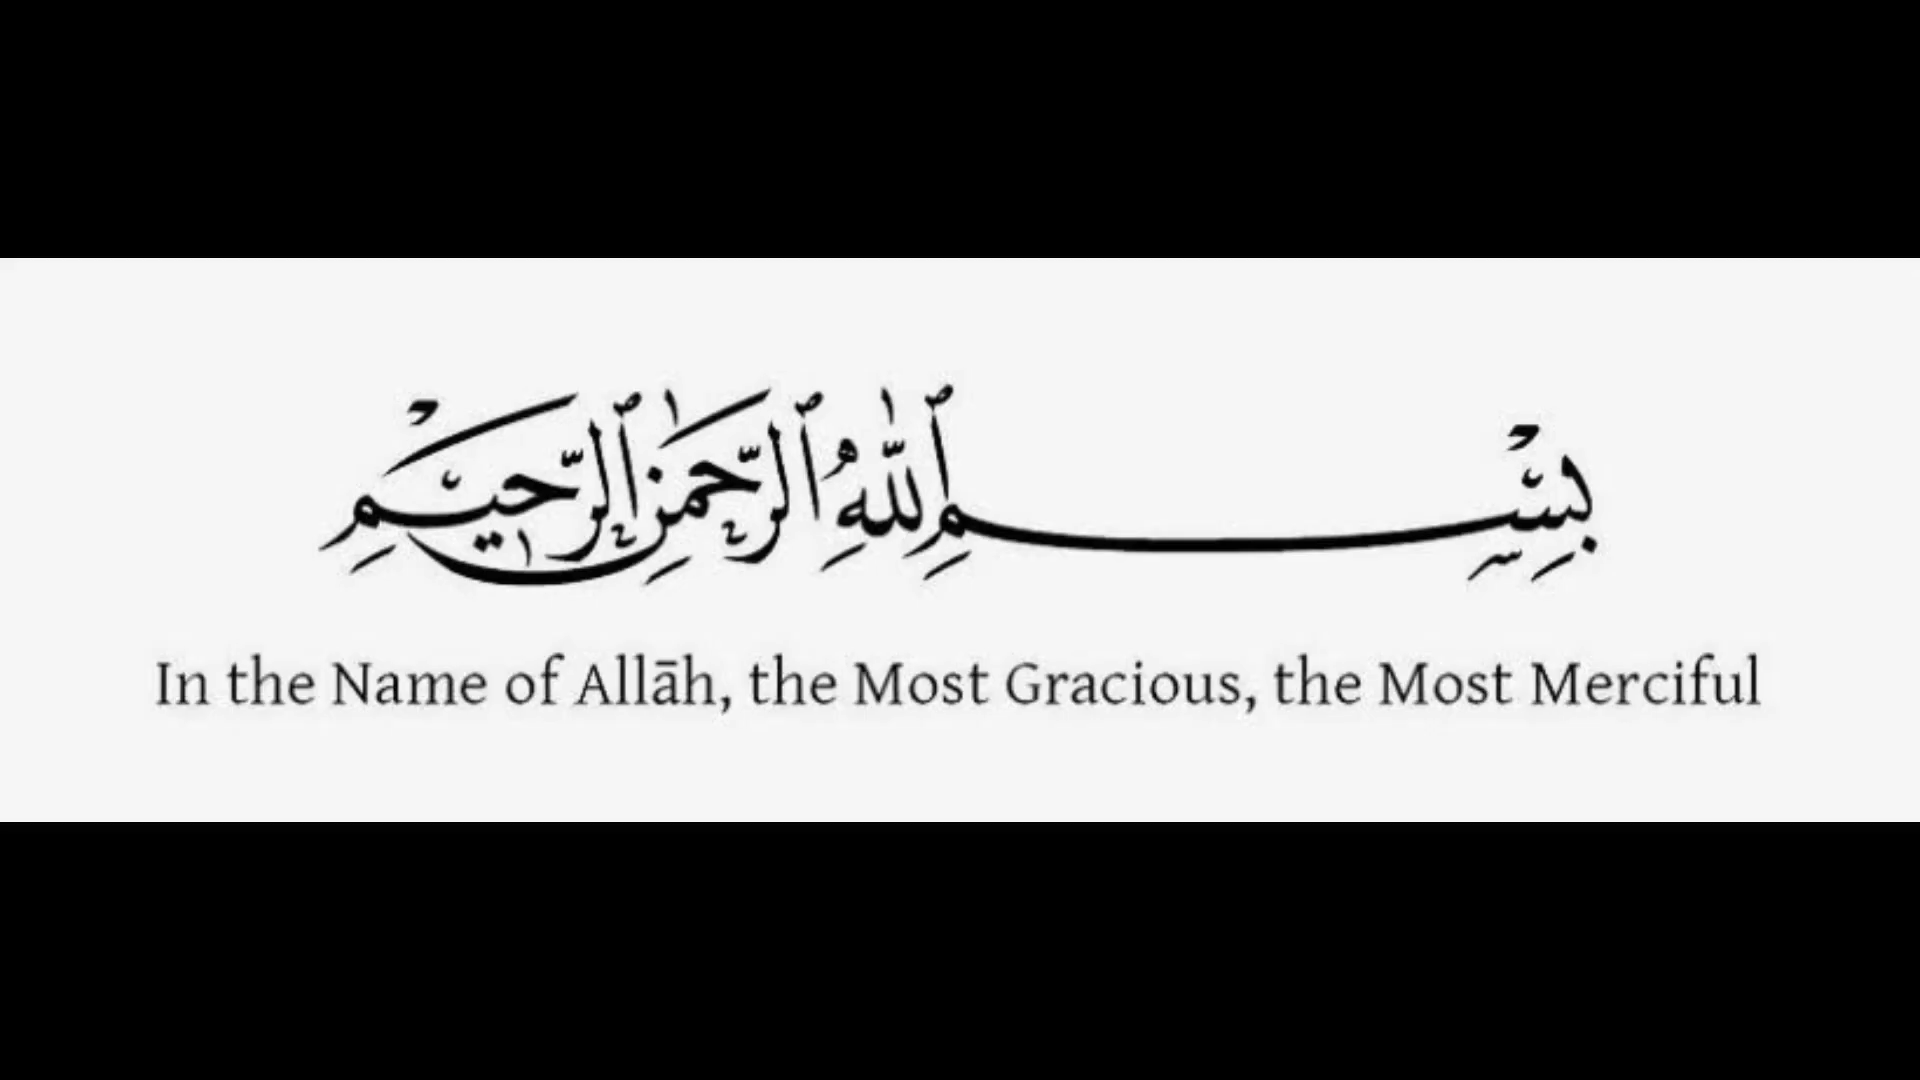 بِسْمِ ٱللَّهِ ٱلرَّحْمَٰنِ ٱلرَّحِيمِ
In the Name of Allāh, the Most Gracious, the Most Merciful